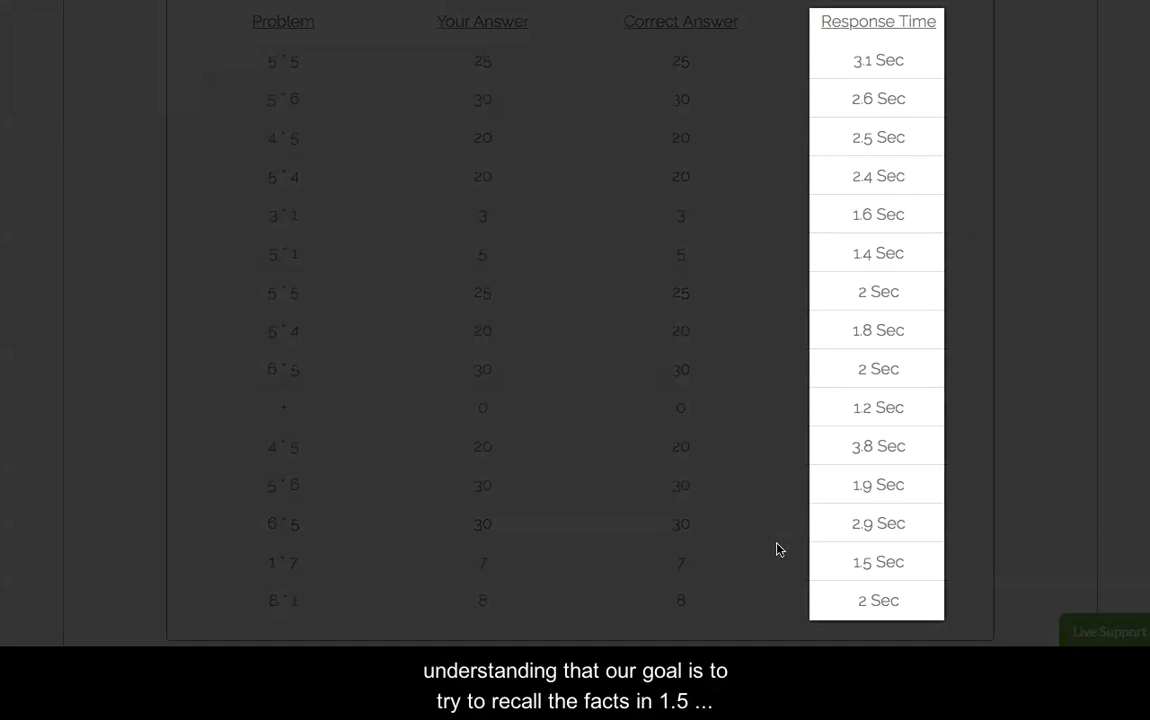 Problem Your Answer Correct Answer Response Time
5 * 5 25 25 3.1 Sec
5 * 6 30 30 2.6 Sec
4 * 5 20 20 2.5 Sec
5 * 4 20 20 2.4 Sec
3 * 1 3 3 1.6 Sec
5 * 1 5 5 1.4 Sec
5 * 5 25 25 2 Sec
5 * 4 20 20 1.8 Sec
6 * 5 30 30 2 Sec
* 0 0 1.2 Sec
4 * 5 20 20 3.8 Sec
5 * 6 30 30 1.9 Sec
6 * 5 30 30 2.9 Sec
1 * 7 7 7 1.5 Sec
8 * 1 8 8 2 Sec
Live Support
understanding that our goal is to
try to recall the facts in 1.5 ...